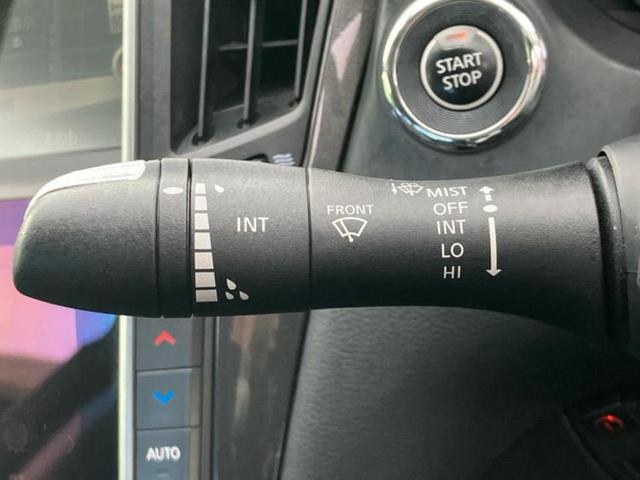 START
STOP
MIST
FRONT
OFF
INT
INT
LO
HI
AUTO